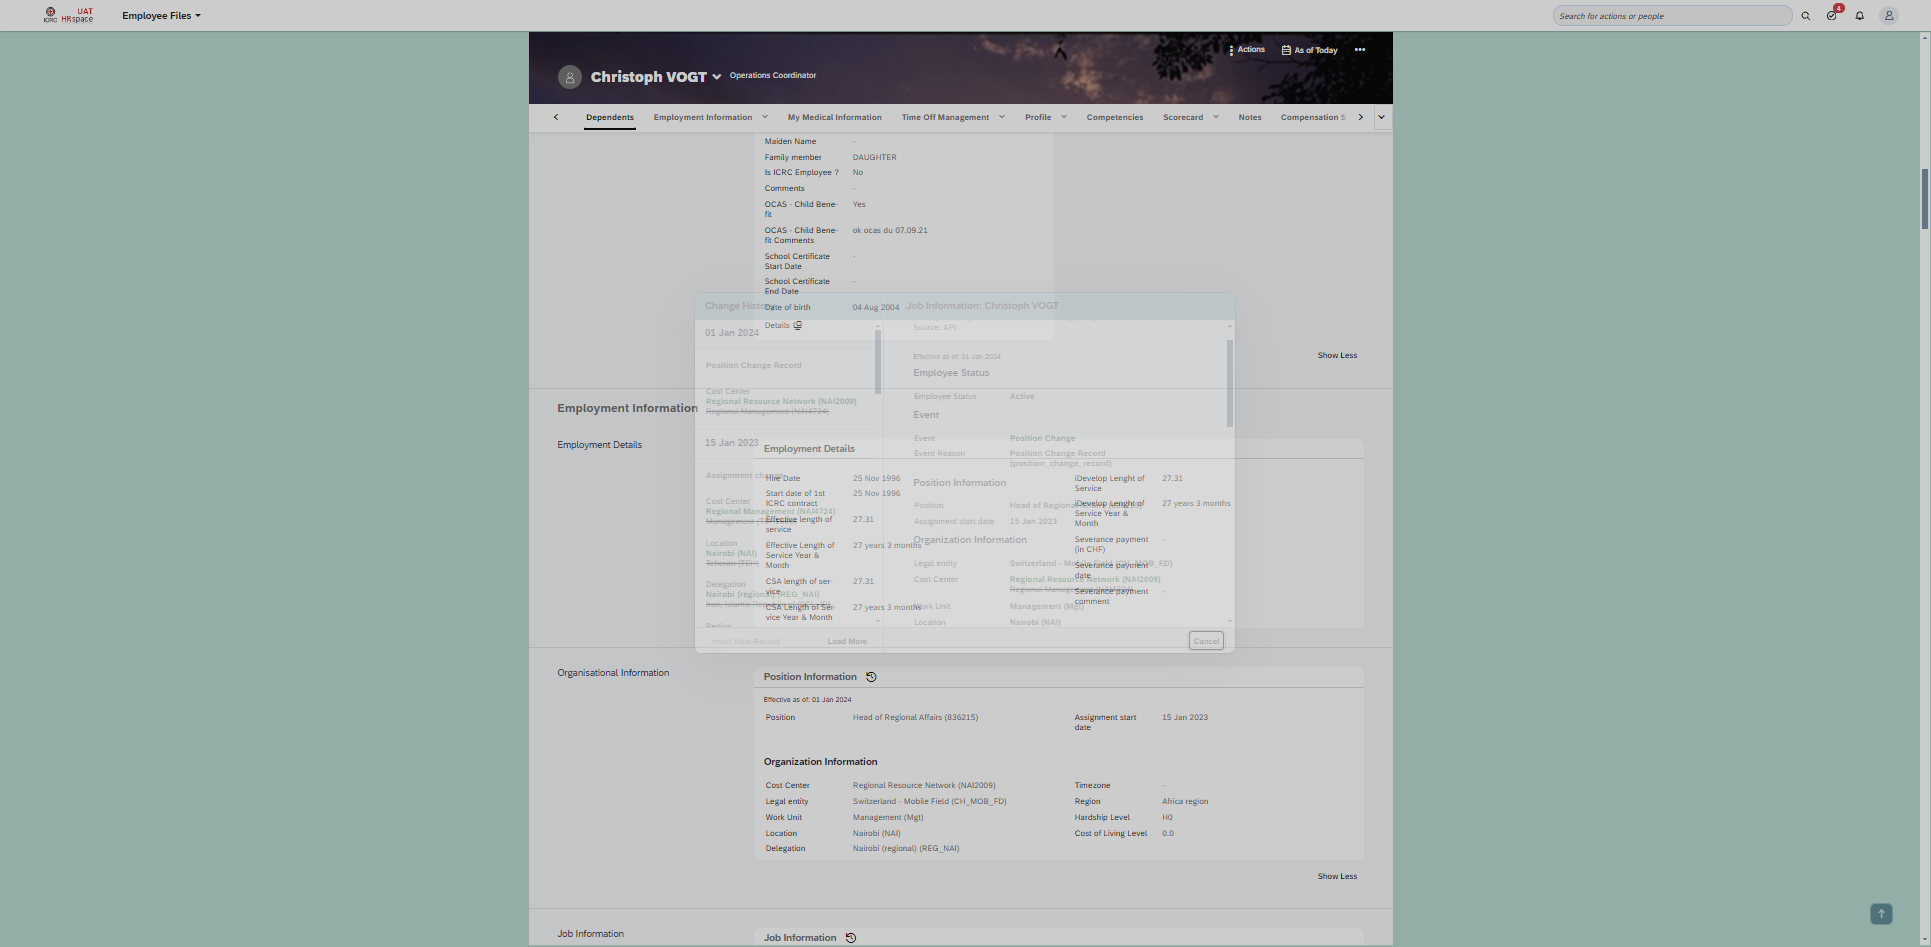 ICRC
UAT
HRspace
Employee Files
Search for actions or people
4
Actions
As of Today
Christoph VOGT
Operations Coordinator
Dependents
Employment Information
My Medical Information
Time Off Management
Profile
Competencies
Scorecard
Notes
Compensation S
Maiden Name -
Family member DAUGHTER
Is ICRC Employee ? No
Comments -
OCAS - Child Bene-
fit
Yes
OCAS - Child Bene-
fit Comments
ok ocas du 07.09.21
School Certificate
Start Date
-
School Certificate
End Date
-
Date of birth 04 Aug 2004
Details
Show Less
Change History
01 Jan 2024
Position Change Record
Cost Center
Regional Resource Network (NAI2009)
Regional Management (NAI4724)
15 Jan 2023
Assignment change
Cost Center
Regional Management (NAI4724)
Location
Nairobi (NAI)
Teheran (TEH)
Delegation
Nairobi (regional) (REG_NAI)
Region
Insert New Record
Load More
Job Information: Christoph VOGT
Source: API
Effective as of: 01 Jan 2024
Employee Status
Employee Status Active
Event
Event Position Change
Event Reason Position Change Record
(position_change_record)
Position Information
Position Head of Regional
Assignment start date 15 Jan 2023
Organization Information
Legal entity Switzerland - Mobile Field (CH_MOB_FD)
Cost Center Regional Resource Network (NAI2009)
Work Unit Management (Mgt)
Location Nairobi (NAI)
Cancel
Employment Information
Employment Details
Employment Details
Hire Date 25 Nov 1996
Start date of 1st
ICRC contract
25 Nov 1996
Effective length of
service
27.31
Effective Length of
Service Year &
Month
27 years 3 months
CSA length of ser-
vice
27.31
CSA Length of Ser-
vice Year & Month
27 years 3 months
iDevelop Lenght of
Service
27.31
iDevelop Lenght of
Service Year &
Month
27 years 3 months
Severance payment
(in CHF)
-
Severance payment
date
-
Severance payment
comment
-
Organisational Information
Position Information
Effective as of: 01 Jan 2024
Position Head of Regional Affairs (836215)
Assignment start
date
15 Jan 2023
Organization Information
Cost Center Regional Resource Network (NAI2009)
Legal entity Switzerland - Mobile Field (CH_MOB_FD)
Work Unit Management (Mgt)
Location Nairobi (NAI)
Delegation Nairobi (regional) (REG_NAI)
Timezone -
Region Africa region
Hardship Level H0
Cost of Living Level 0.0
Show Less
Job Information
Job Information